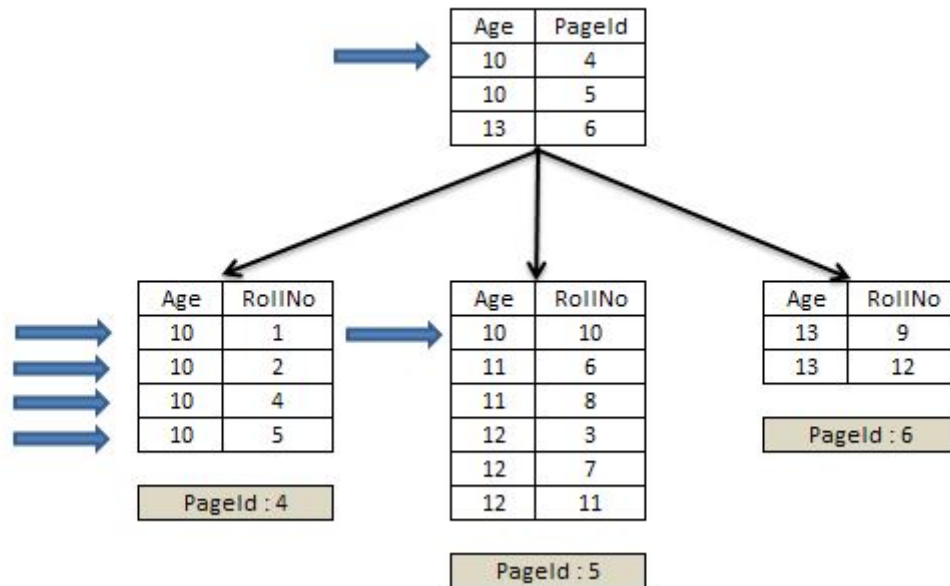 Age PageId
10 4
10 5
13 6
Age RollNo
10 1
10 2
10 4
10 5
PageId : 4
Age RollNo
10 10
11 6
11 8
12 3
12 7
12 11
PageId : 5
Age RollNo
13 9
13 12
PageId : 6